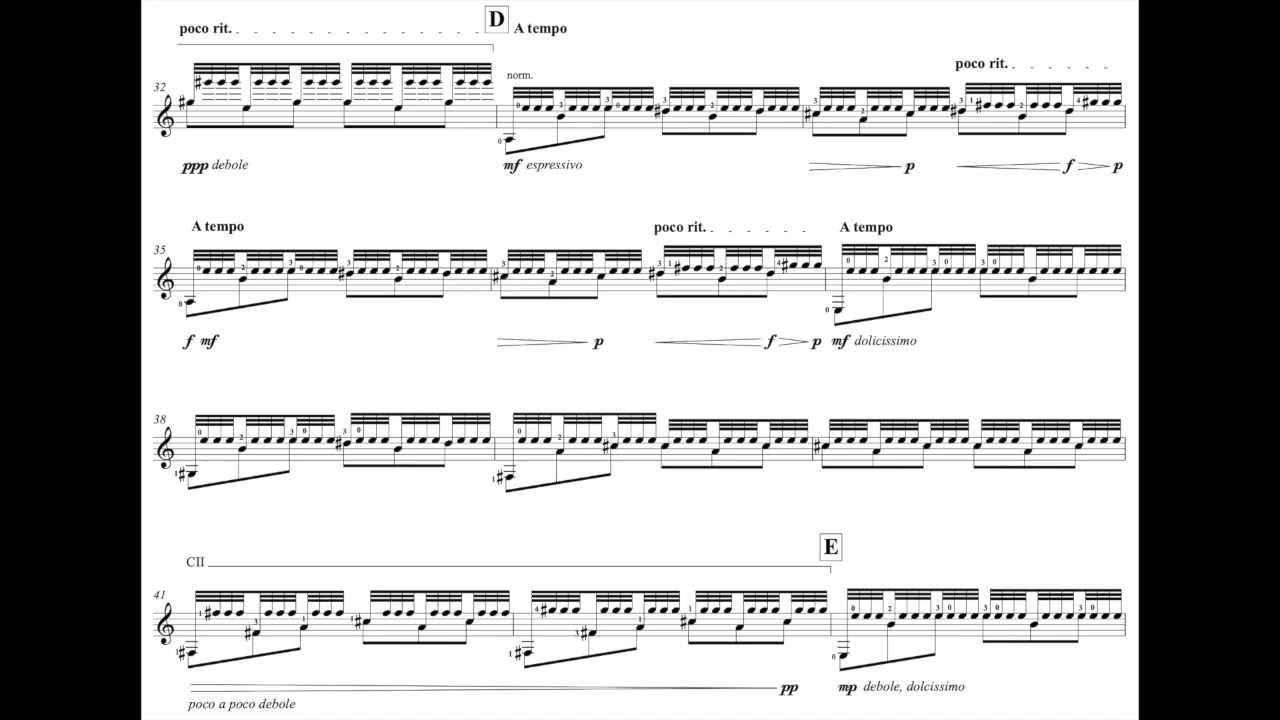 poco rit. D A tempo
poco rit.
norm.
32
ppp debole mf espressivo p f p
A tempo poco rit. A tempo
35
f mf p f p mf dolicissimo
38
E
CII
41
pp mp debole, dolcissimo
poco a poco debole